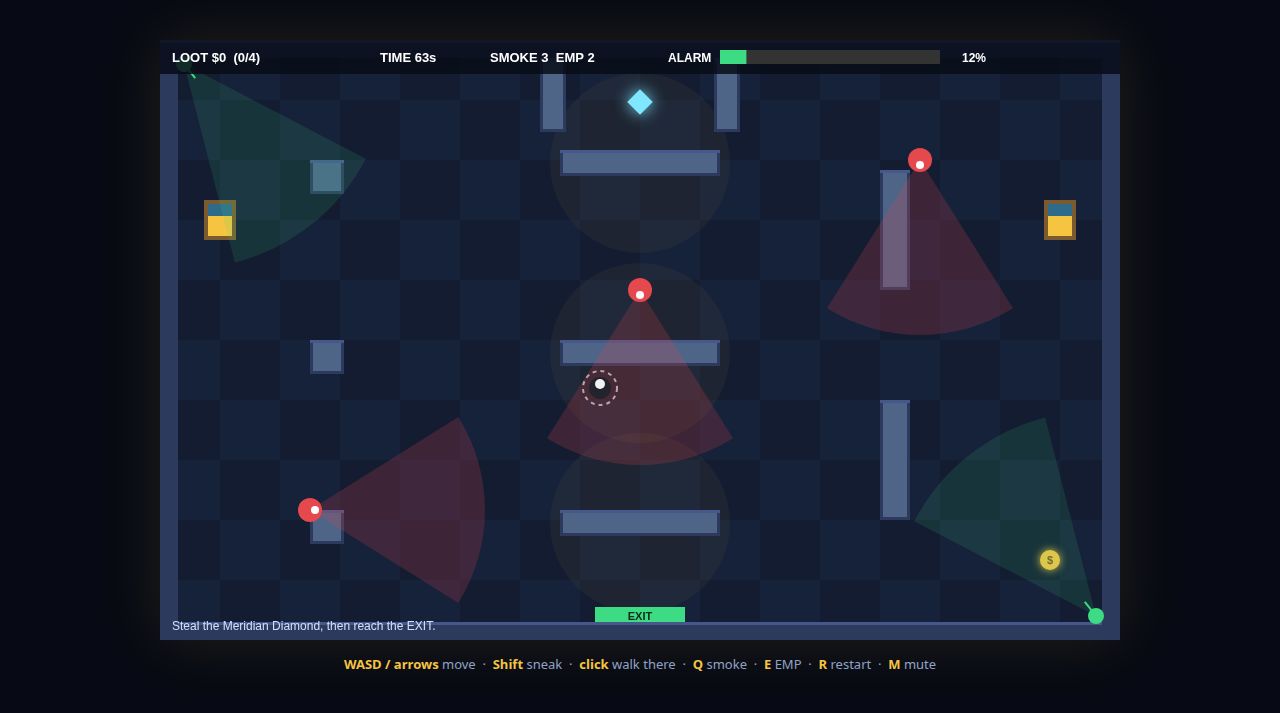 LOOT $0 (0/4) TIME 63s SMOKE 3 EMP 2 ALARM 12%
$
EXIT
Steal the Meridian Diamond, then reach the EXIT.
WASD / arrows move · Shift sneak · click walk there · Q smoke · E EMP · R restart · M mute